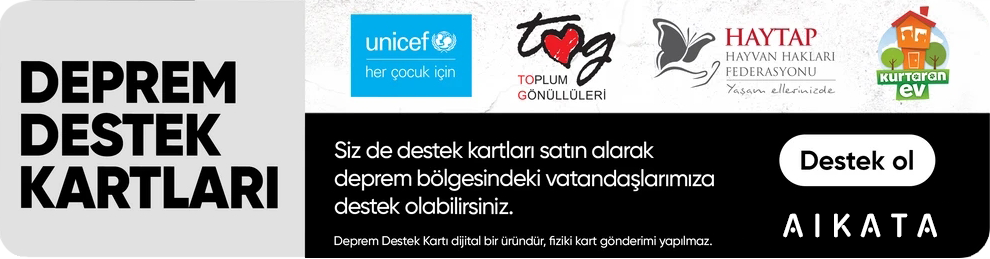 DEPREM
DESTEK
KARTLARI
unicef
her çocuk için
tog
TOPLUM
GÖNÜLLÜLERİ
HAYTAP
HAYVAN HAKLARI
FEDERASYONU
Yaşam ellerinizde
KURTARAN
EV
Siz de destek kartları satın alarak
deprem bölgesindeki vatandaşlarımıza
destek olabilirsiniz.
Deprem Destek Kartı dijital bir üründür, fiziki kart gönderimi yapılmaz.
Destek ol
AIKATA